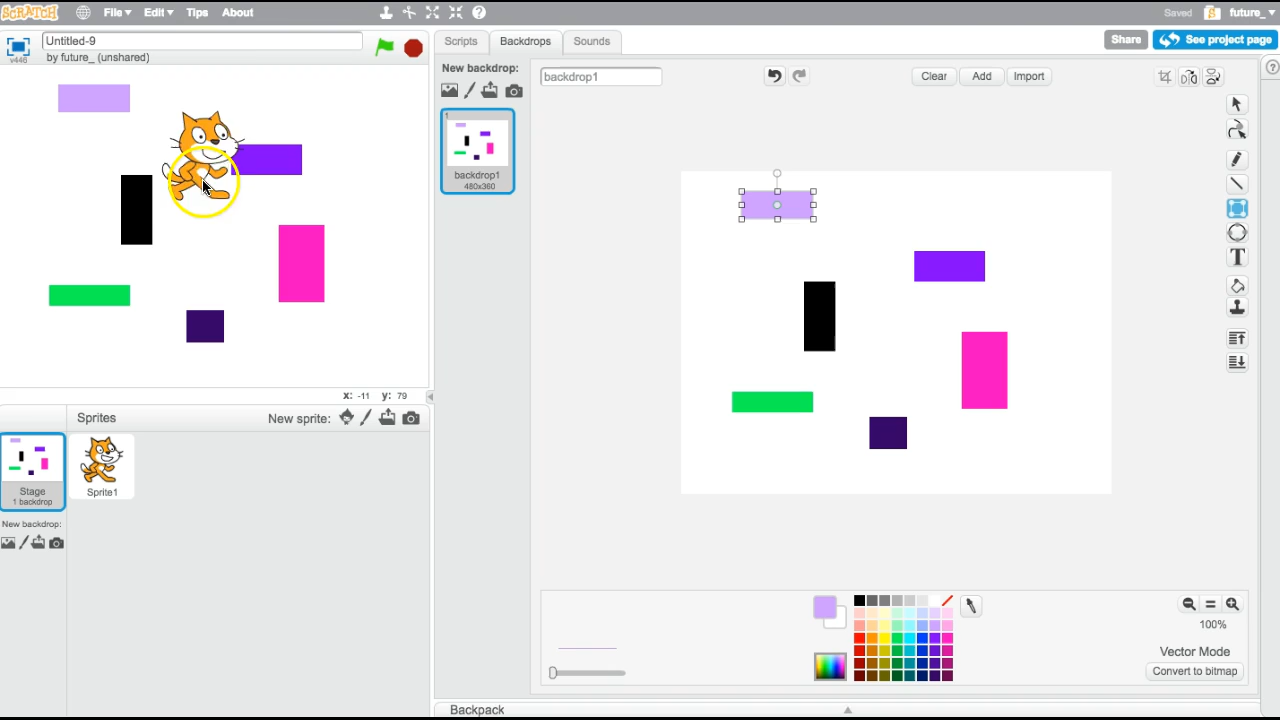 SCRATCH File▾ Edit▾ Tips About Saved future_▾
v446 Untitled-9
by future_ (unshared)
Scripts Backdrops Sounds Share See project page
New backdrop: backdrop1 Clear Add Import
1
backdrop1
480x360
T
x: -11 y: 79
Sprites New sprite:
Stage
1 backdrop
Sprite1
New backdrop:
100%
Vector Mode
Convert to bitmap
Backpack